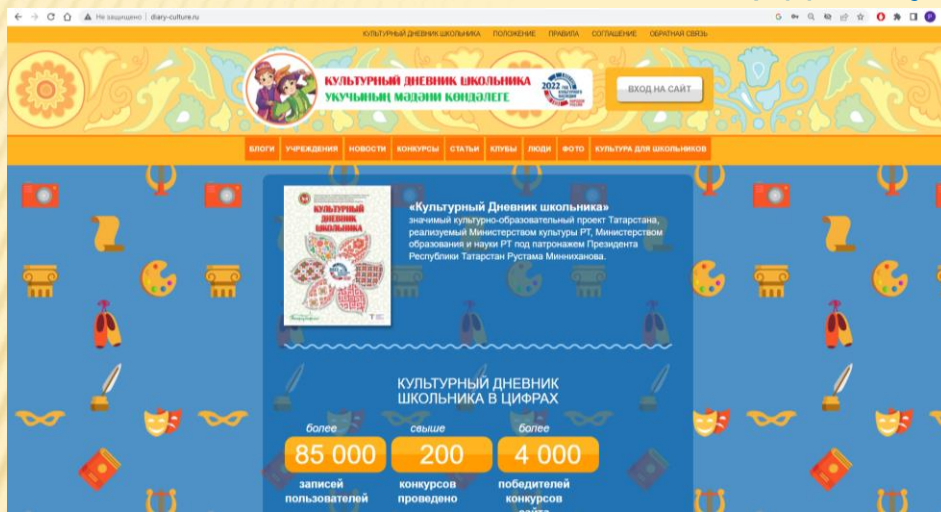 Не защищено | diary-culture.ru
КУЛЬТУРНЫЙ ДНЕВНИК ШКОЛЬНИКА ПОЛОЖЕНИЕ ПРАВИЛА СОГЛАШЕНИЕ ОБРАТНАЯ СВЯЗЬ
КУЛЬТУРНЫЙ ДНЕВНИК ШКОЛЬНИКА
УКУЧЫНЫҢ МӘДӘНИ КӨНДӘЛЕГЕ
2022
ВХОД НА САЙТ
БЛОГИ УЧРЕЖДЕНИЯ НОВОСТИ КОНКУРСЫ СТАТЬИ КЛУБЫ ЛЮДИ ФОТО КУЛЬТУРА ДЛЯ ШКОЛЬНИКОВ
КУЛЬТУРНЫЙ
ДНЕВНИК
ШКОЛЬНИКА
«Культурный Дневник школьника»
значимый культурно-образовательный проект Татарстана,
реализуемый Министерством культуры РТ, Министерством
образования и науки РТ под патронажем Президента
Республики Татарстан Рустама Минниханова.
КУЛЬТУРНЫЙ ДНЕВНИК
ШКОЛЬНИКА В ЦИФРАХ
более свыше более
85 000 200 4 000
записей конкурсов победителей
пользователей проведено конкурсов
сайта